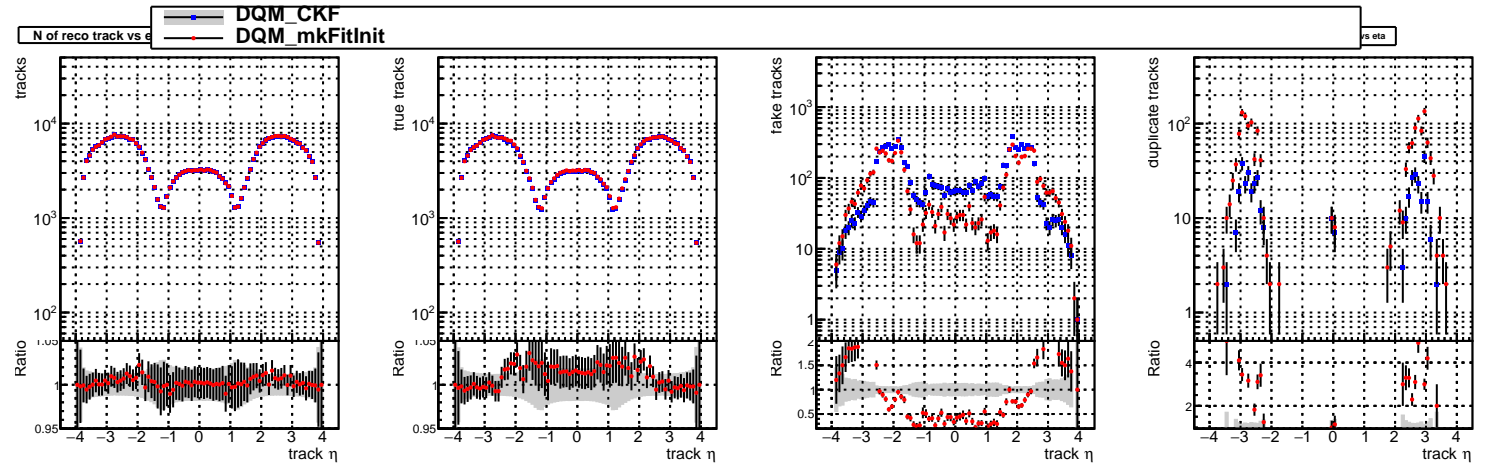 DQM_CKF
DQM_mkFitInit
N of reco track vs e
vs eta
tracks
10⁴
10³
10²
Ratio
1.05
1
0.95
−4 −3 −2 −1 0 1 2 3 4
track η
true tracks
10⁴
10³
10²
Ratio
1.05
1
0.95
−4 −3 −2 −1 0 1 2 3 4
track η
fake tracks
10³
10²
10
1
Ratio
2
1.5
1
0.5
−4 −3 −2 −1 0 1 2 3 4
track η
duplicate tracks
10²
10
1
Ratio
4
2
−4 −3 −2 −1 0 1 2 3 4
track η